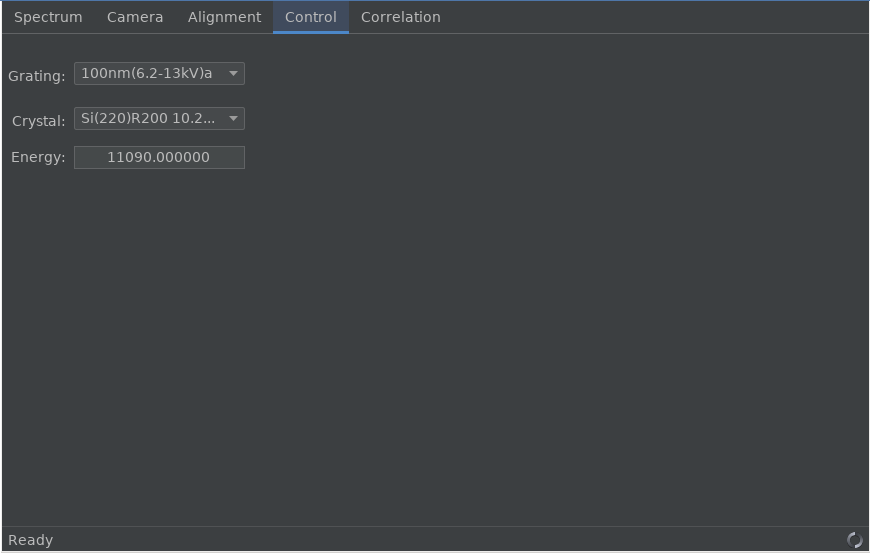 Spectrum Camera Alignment Control Correlation
Grating: 100nm(6.2-13kV)a
Crystal: Si(220)R200 10.2...
Energy: 11090.000000
Ready